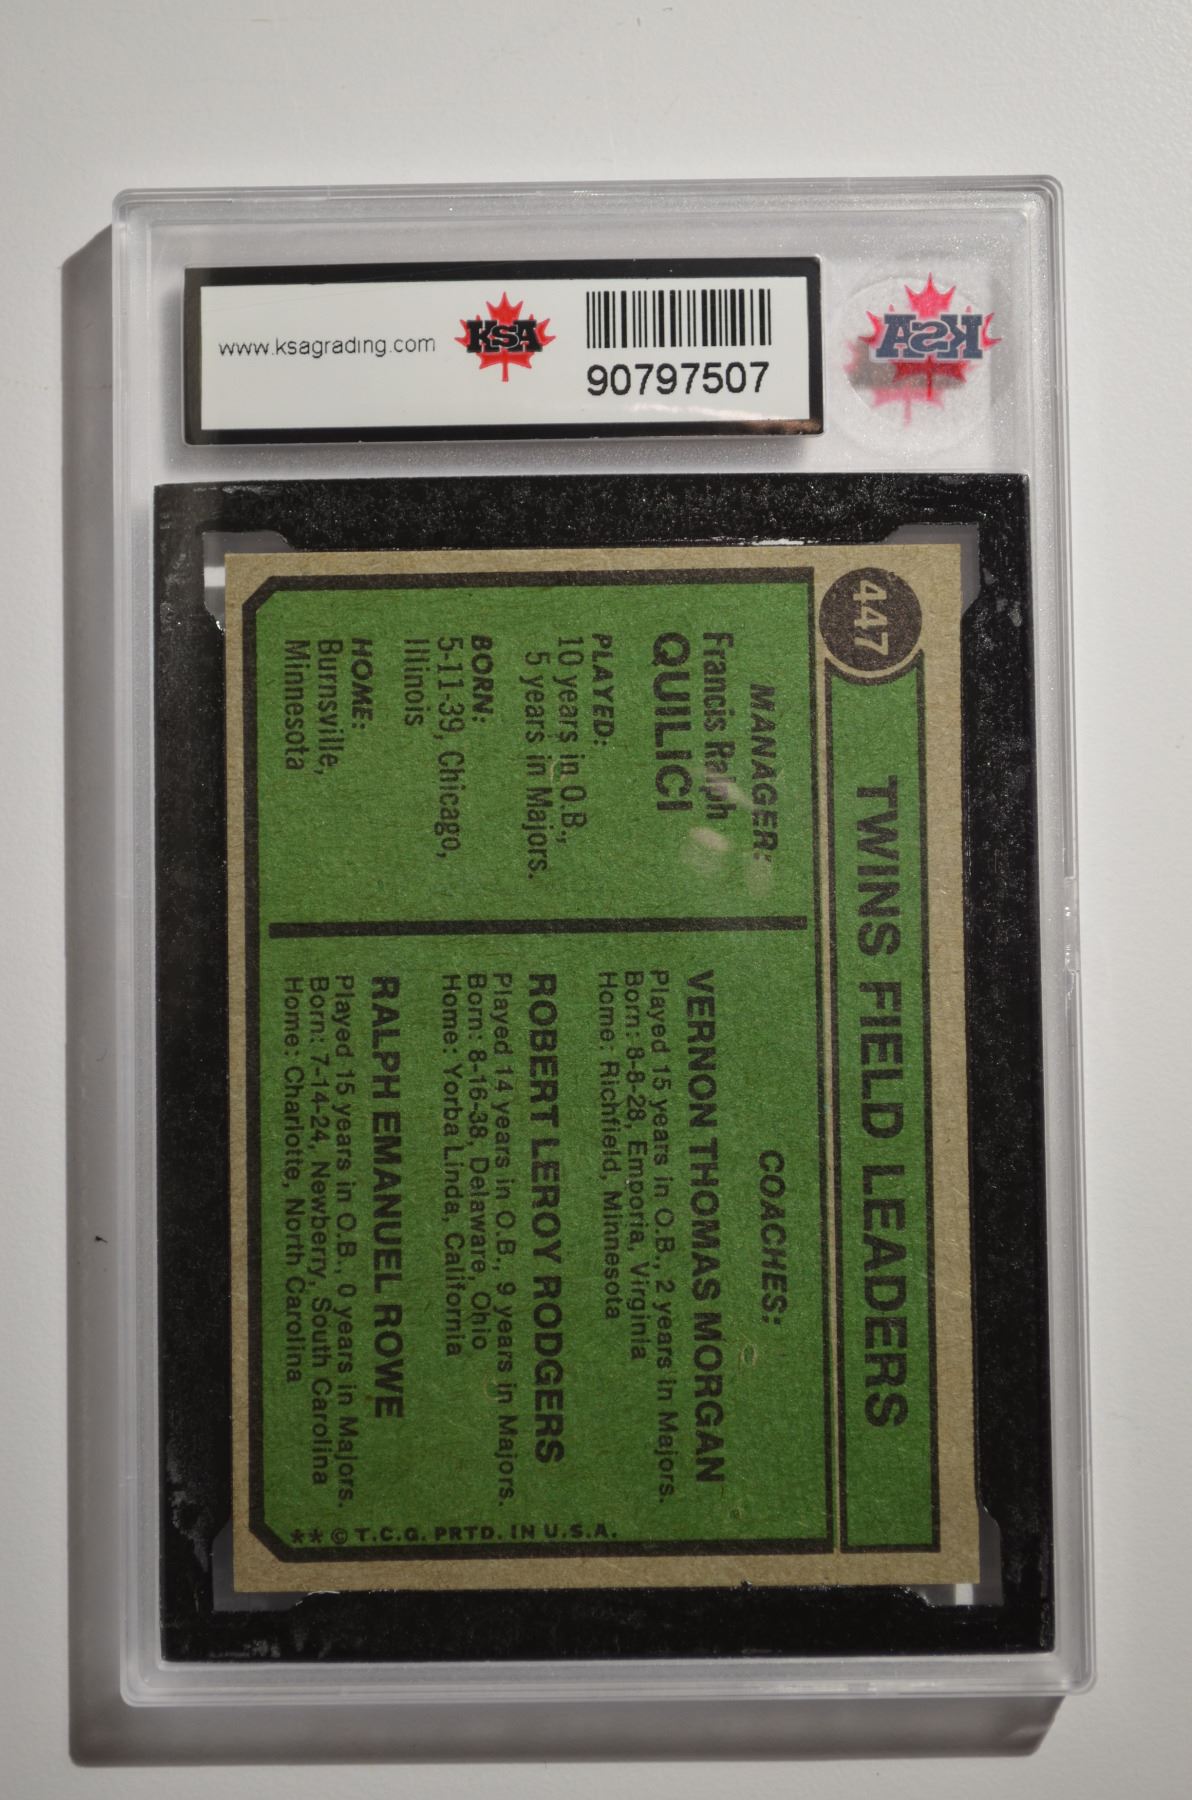 www.ksagrading.com
KSA
90797507
KSA
447
TWINS FIELD LEADERS
MANAGER:
Francis Ralph
QUILICI
PLAYED:
10 years in O.B.,
5 years in Majors.
BORN:
5-11-39, Chicago,
Illinois
HOME:
Burnsville,
Minnesota
COACHES:
VERNON THOMAS MORGAN
Played 15 years in O.B., 2 years in Majors.
Born: 8-8-28, Emporia, Virginia
Home: Richfield, Minnesota
ROBERT LEROY RODGERS
Played 14 years in O.B., 9 years in Majors.
Born: 8-16-38, Delaware, Ohio
Home: Yorba Linda, California
RALPH EMANUEL ROWE
Played 15 years in O.B., 0 years in Majors.
Born: 7-14-24, Newberry, South Carolina
Home: Charlotte, North Carolina
** © T.C.G. PRTD. IN U.S.A.